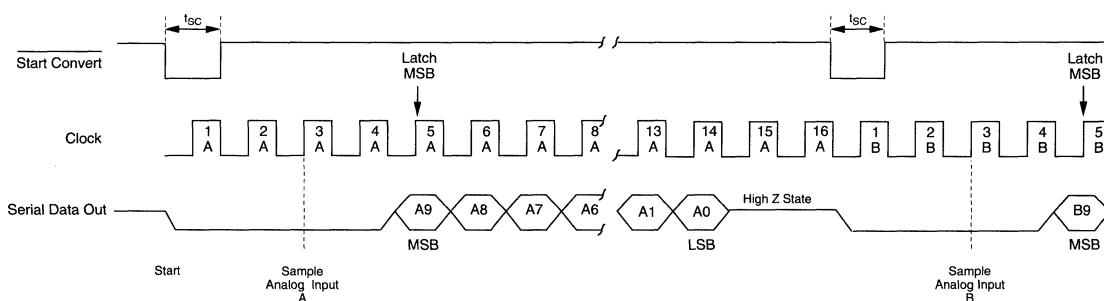 tSC
tSC
Start Convert
Latch
MSB
Latch
MSB
Clock
1 A
2 A
3 A
4 A
5 A
6 A
7 A
8 A
13 A
14 A
15 A
16 A
1 B
2 B
3 B
4 B
5 B
Serial Data Out
A9
A8
A7
A6
A1
A0
High Z State
B9
MSB
LSB
MSB
Start
Sample
Analog Input
A
Sample
Analog Input
B